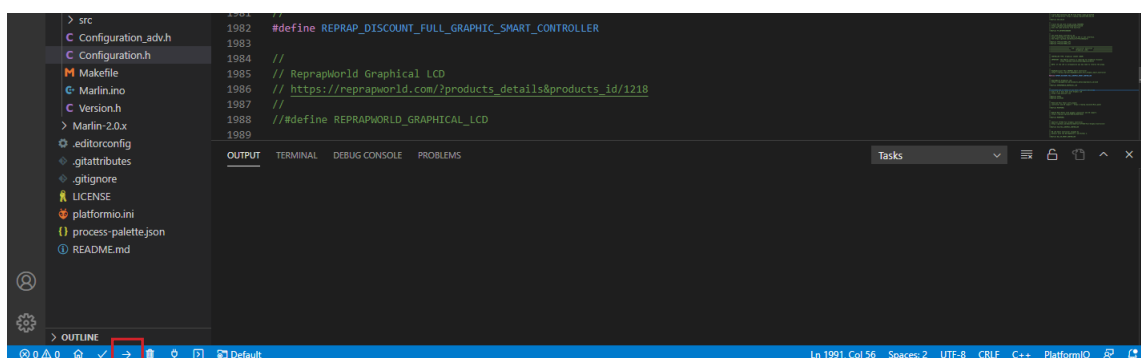 > src
C Configuration_adv.h
C Configuration.h
M Makefile
Marlin.ino
C Version.h
> Marlin-2.0.x
.editorconfig
.gitattributes
.gitignore
LICENSE
platformio.ini
{} process-palette.json
README.md
> OUTLINE
1981 //
1982 #define REPRAP_DISCOUNT_FULL_GRAPHIC_SMART_CONTROLLER
1983
1984 //
1985 // ReprapWorld Graphical LCD
1986 // https://reprapworld.com/?products_details&products_id/1218
1987 //
1988 //#define REPRAPWORLD_GRAPHICAL_LCD
1989
OUTPUT TERMINAL DEBUG CONSOLE PROBLEMS Tasks
0 0 Default Ln 1991, Col 56 Spaces: 2 UTF-8 CRLF C++ PlatformIO